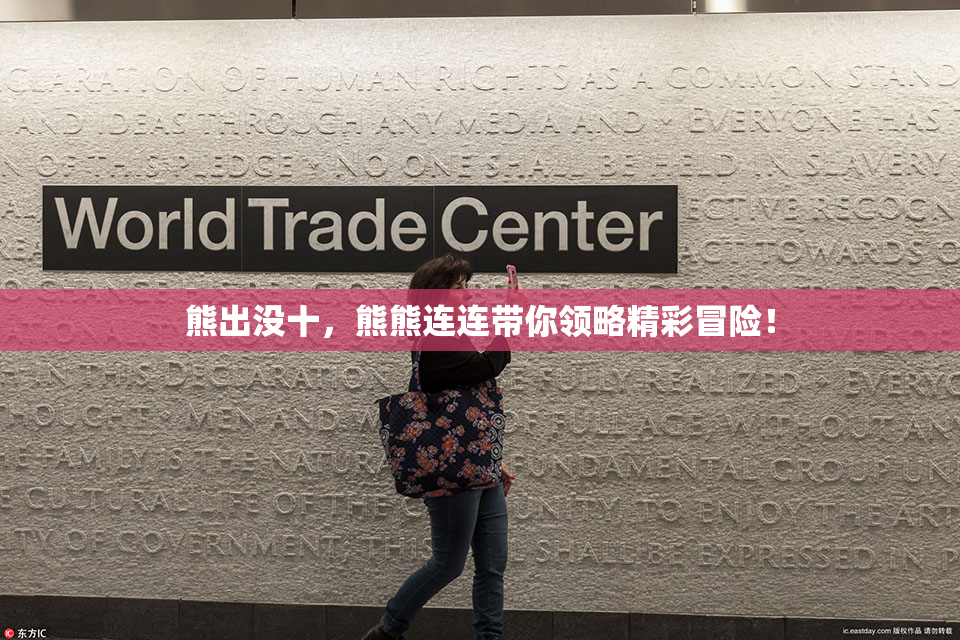 CLARATION OF HUMAN RIGHTS AS A COMMON STAND
AND IDEAS THROUGH ANY MEDIA AND • EVERYONE HAS
OF THIS PLEDGE • NO ONE SHALL BE HELD IN SLAVERY
World Trade Center
ECTIVE RECOGN
ACT TOWARDS O
熊出没十，熊熊连连带你领略精彩冒险！
IN THIS DECLARATION FULLY REALIZED • EVERYO
THOUGHT MEN AND OF FULL AGE, WITHO
FAMILY IS THE NATURA FUNDAMENTAL GROUP
CULTURAL LIFE OF THE UNITY, TO ENJOY THE ART
TY OF GOVERNMENT; THIS SHALL BE EXPRESSED IN P
东方IC
ic.eastday.com 版权作品 请勿转载